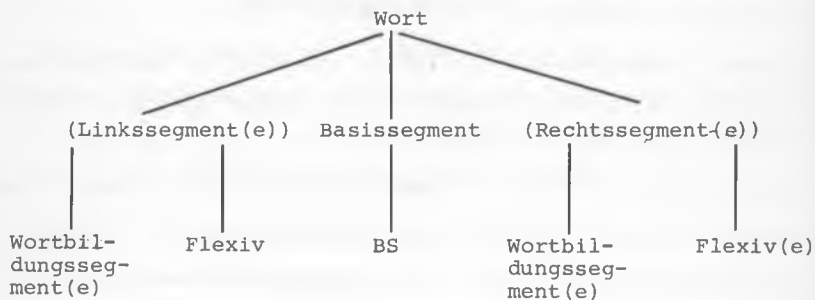 Wort
(Linkssegment(e)) Basissegment (Rechtssegment(e))
Wortbil- Flexiv BS Wortbil- Flexiv(e)
dungsseg- dungsseg-
ment(e) ment(e)